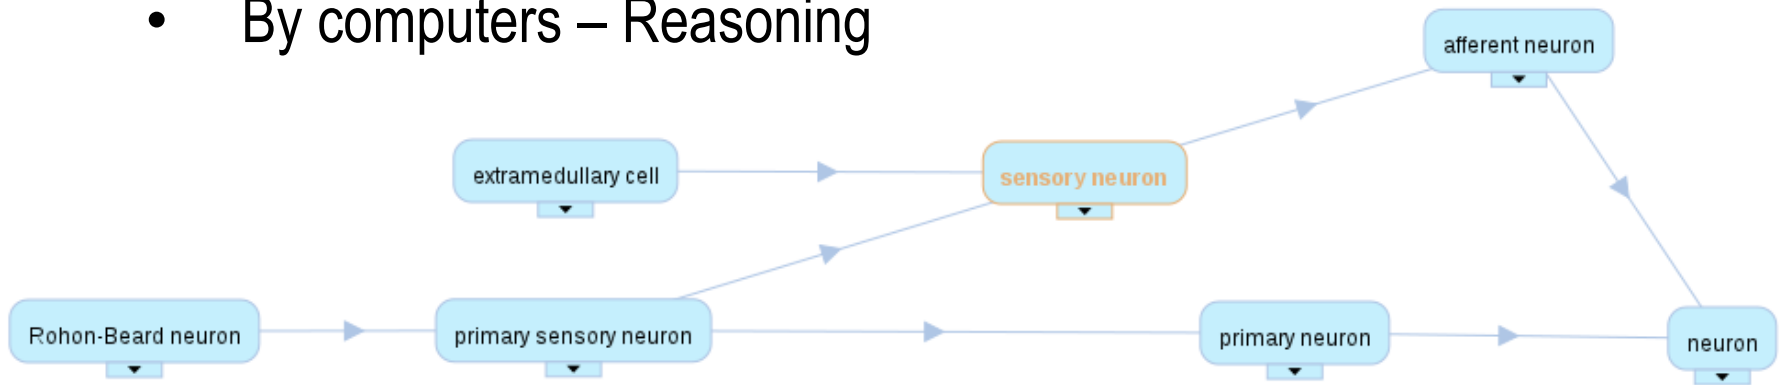 • By computers – Reasoning
afferent neuron
extramedullary cell
sensory neuron
Rohon-Beard neuron
primary sensory neuron
primary neuron
neuron